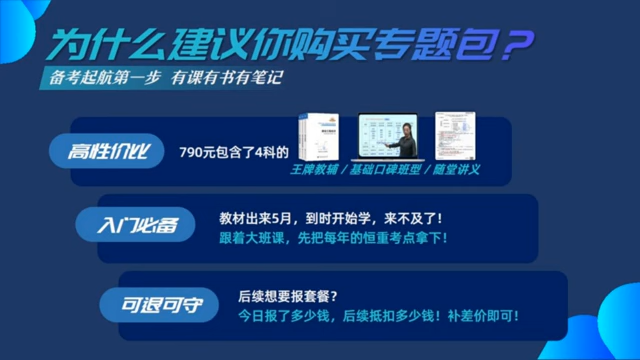 为什么建议你购买专题包？
备考起航第一步 有课有书有笔记
高性价比
790元包含了4科的
王牌教辅 / 基础口碑班型 / 随堂讲义
入门必备
教材出来5月，到时开始学，来不及了！
跟着大班课，先把每年的恒重考点拿下！
可退可守
后续想要报套餐？
今日报了多少钱，后续抵扣多少钱！补差价即可！